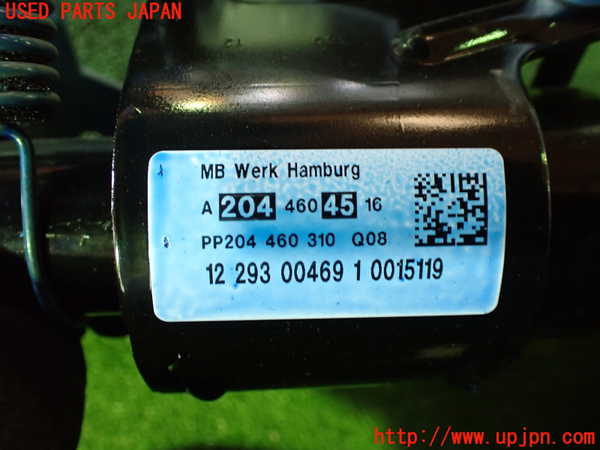 USED PARTS JAPAN
MB Werk Hamburg
A 204 460 45 16
PP204 460 310 Q08
12 293 00469 1 0015119
http://www.upjpn.com/